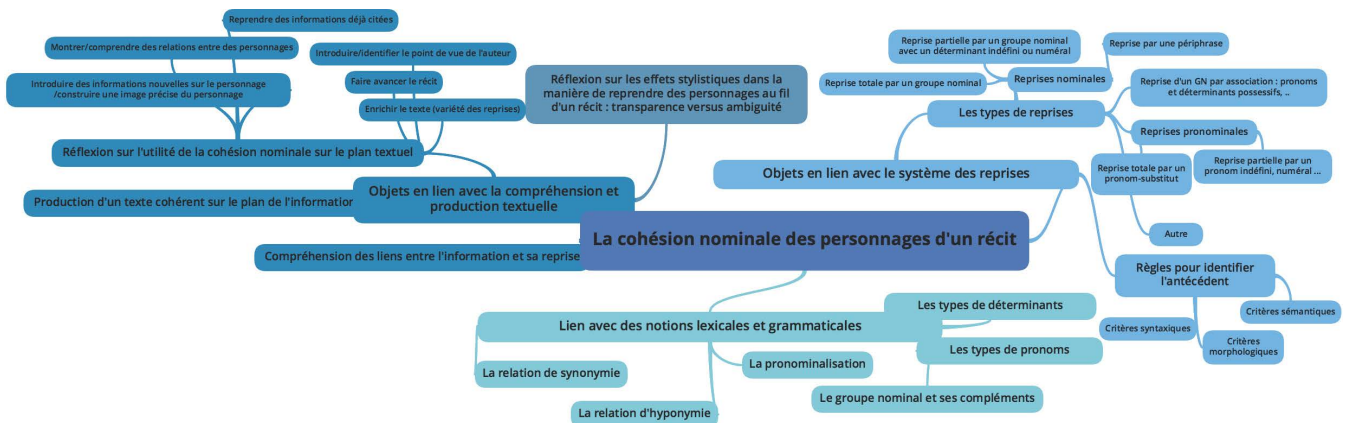 Reprendre des informations déjà citées
Montrer/comprendre des relations entre des personnages
Introduire des informations nouvelles sur le personnage
/construire une image précise du personnage
Introduire/identifier le point de vue de l'auteur
Faire avancer le récit
Enrichir le texte (variété des reprises)
Réflexion sur l'utilité de la cohésion nominale sur le plan textuel
Production d'un texte cohérent sur le plan de l'information
Objets en lien avec la compréhension et
production textuelle
Compréhension des liens entre l'information et sa reprise
Réflexion sur les effets stylistiques dans la
manière de reprendre des personnages au fil
d'un récit : transparence versus ambiguité
La cohésion nominale des personnages d'un récit
Reprise partielle par un groupe nominal
avec un déterminant indéfini ou numéral
Reprise par une périphrase
Reprise totale par un groupe nominal
Reprises nominales
Reprise d'un GN par association : pronoms
et déterminants possessifs, ..
Les types de reprises
Reprises pronominales
Reprise totale par un
pronom-substitut
Reprise partielle par un
pronom indéfini, numéral ...
Objets en lien avec le système des reprises
Autre
Règles pour identifier
l'antécédent
Critères sémantiques
Critères syntaxiques
Critères
morphologiques
Les types de déterminants
Lien avec des notions lexicales et grammaticales
Les types de pronoms
La pronominalisation
La relation de synonymie
Le groupe nominal et ses compléments
La relation d'hyponymie